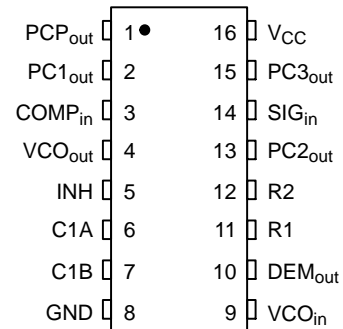 PCPout 1 16 VCC
PC1out 2 15 PC3out
COMPin 3 14 SIGin
VCOout 4 13 PC2out
INH 5 12 R2
C1A 6 11 R1
C1B 7 10 DEMout
GND 8 9 VCOin